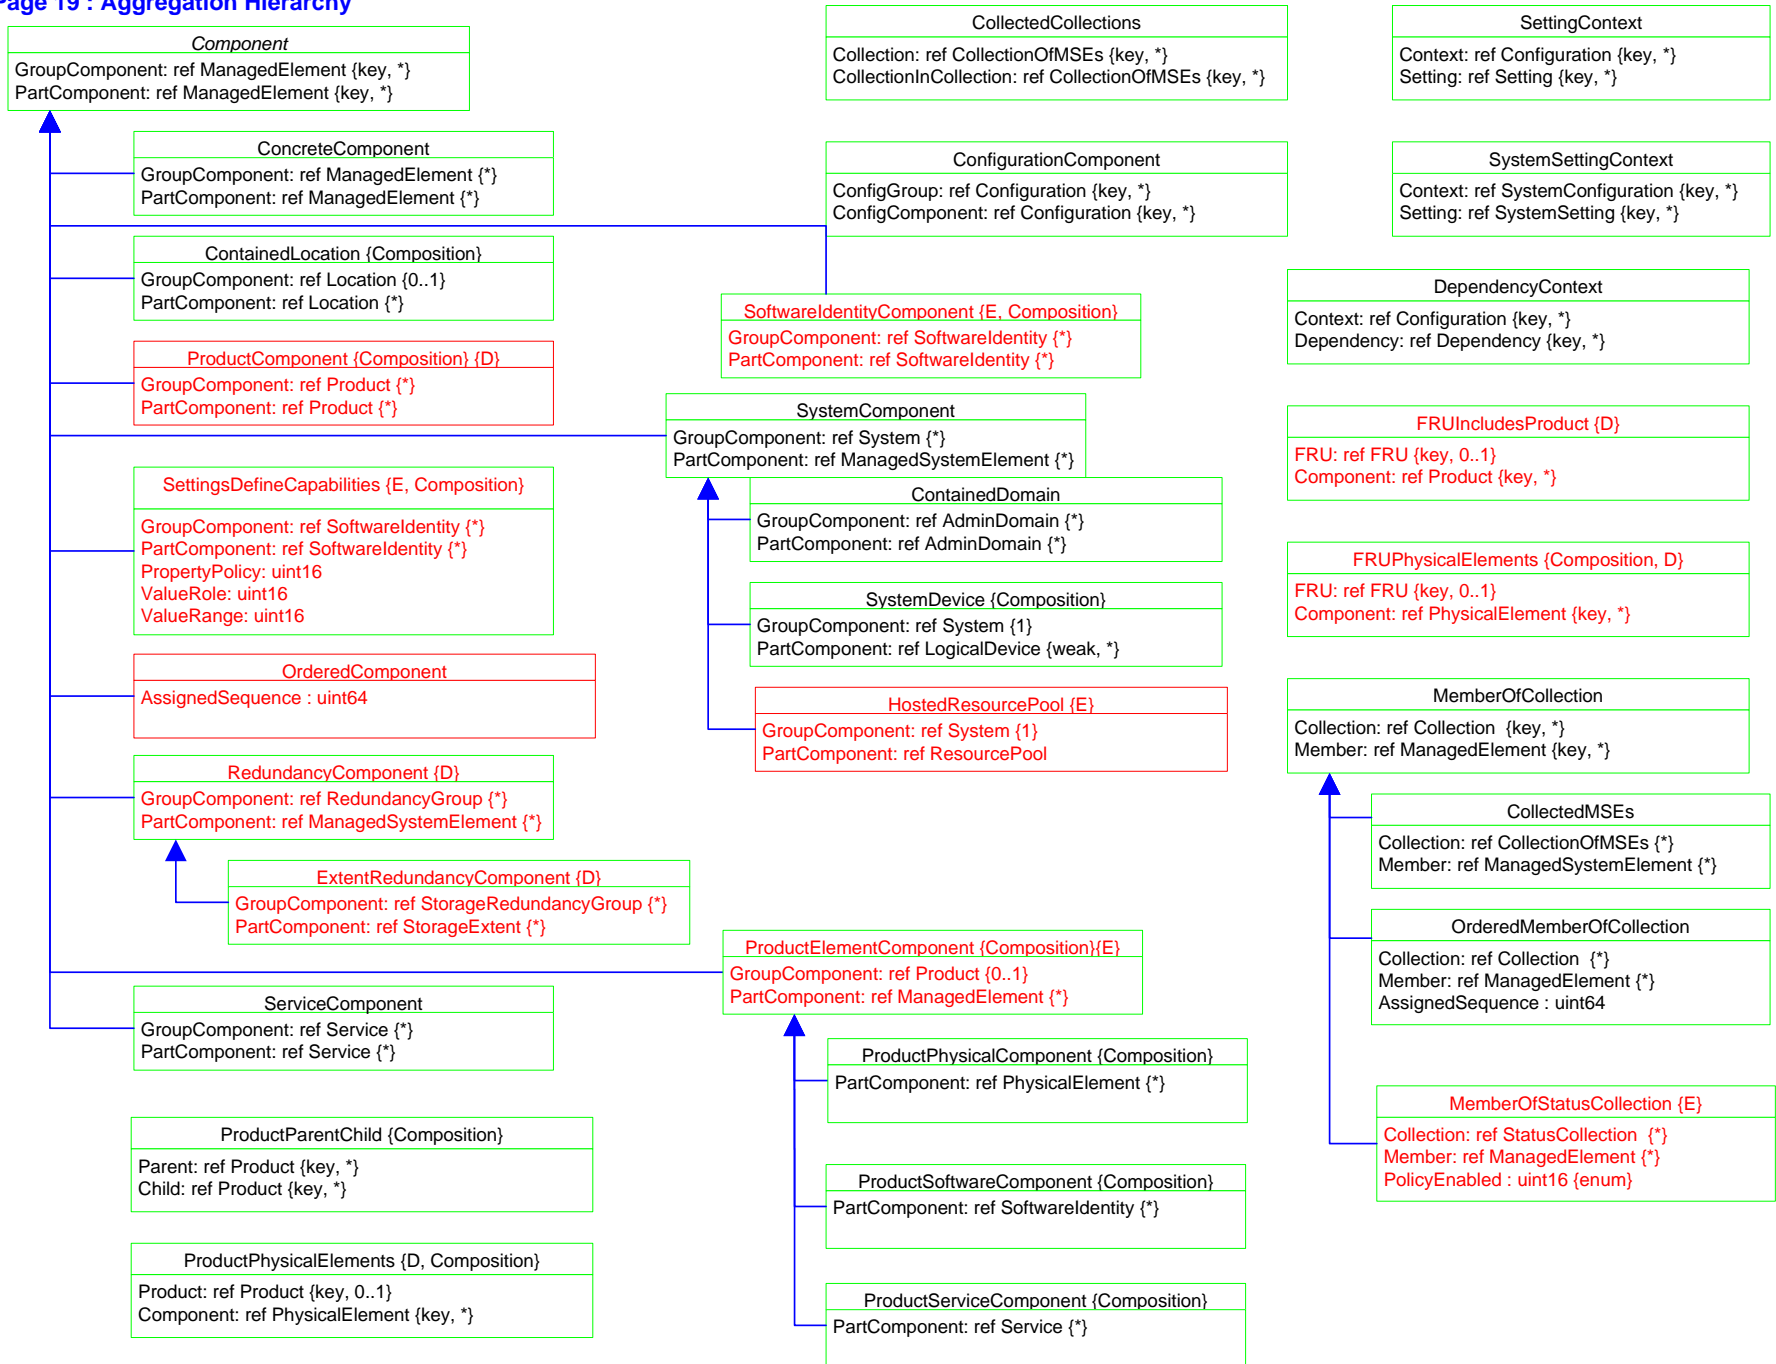 Page 19 : Aggregation Hierarchy
Component
GroupComponent: ref ManagedElement {key, *}
PartComponent: ref ManagedElement {key, *}
ConcreteComponent
GroupComponent: ref ManagedElement {*}
PartComponent: ref ManagedElement {*}
ContainedLocation {Composition}
GroupComponent: ref Location {0..1}
PartComponent: ref Location {*}
ProductComponent {Composition} {D}
GroupComponent: ref Product {*}
PartComponent: ref Product {*}
SettingsDefineCapabilities {E, Composition}
GroupComponent: ref SoftwareIdentity {*}
PartComponent: ref SoftwareIdentity {*}
PropertyPolicy: uint16
ValueRole: uint16
ValueRange: uint16
OrderedComponent
AssignedSequence : uint64
RedundancyComponent {D}
GroupComponent: ref RedundancyGroup {*}
PartComponent: ref ManagedSystemElement {*}
ExtentRedundancyComponent {D}
GroupComponent: ref StorageRedundancyGroup {*}
PartComponent: ref StorageExtent {*}
ServiceComponent
GroupComponent: ref Service {*}
PartComponent: ref Service {*}
ProductParentChild {Composition}
Parent: ref Product {key, *}
Child: ref Product {key, *}
ProductPhysicalElements {D, Composition}
Product: ref Product {key, 0..1}
Component: ref PhysicalElement {key, *}
CollectedCollections
Collection: ref CollectionOfMSEs {key, *}
CollectionInCollection: ref CollectionOfMSEs {key, *}
ConfigurationComponent
ConfigGroup: ref Configuration {key, *}
ConfigComponent: ref Configuration {key, *}
SoftwareIdentityComponent {E, Composition}
GroupComponent: ref SoftwareIdentity {*}
PartComponent: ref SoftwareIdentity {*}
SystemComponent
GroupComponent: ref System {*}
PartComponent: ref ManagedSystemElement {*}
ContainedDomain
GroupComponent: ref AdminDomain {*}
PartComponent: ref AdminDomain {*}
SystemDevice {Composition}
GroupComponent: ref System {1}
PartComponent: ref LogicalDevice {weak, *}
HostedResourcePool {E}
GroupComponent: ref System {1}
PartComponent: ref ResourcePool
ProductElementComponent {Composition}{E}
GroupComponent: ref Product {0..1}
PartComponent: ref ManagedElement {*}
ProductPhysicalComponent {Composition}
PartComponent: ref PhysicalElement {*}
ProductSoftwareComponent {Composition}
PartComponent: ref SoftwareIdentity {*}
ProductServiceComponent {Composition}
PartComponent: ref Service {*}
SettingContext
Context: ref Configuration {key, *}
Setting: ref Setting {key, *}
SystemSettingContext
Context: ref SystemConfiguration {key, *}
Setting: ref SystemSetting {key, *}
DependencyContext
Context: ref Configuration {key, *}
Dependency: ref Dependency {key, *}
FRUIncludesProduct {D}
FRU: ref FRU {key, 0..1}
Component: ref Product {key, *}
FRUPhysicalElements {Composition, D}
FRU: ref FRU {key, 0..1}
Component: ref PhysicalElement {key, *}
MemberOfCollection
Collection: ref Collection  {key, *}
Member: ref ManagedElement {key, *}
CollectedMSEs
Collection: ref CollectionOfMSEs {*}
Member: ref ManagedSystemElement {*}
OrderedMemberOfCollection
Collection: ref Collection  {*}
Member: ref ManagedElement {*}
AssignedSequence : uint64
MemberOfStatusCollection {E}
Collection: ref StatusCollection  {*}
Member: ref ManagedElement {*}
PolicyEnabled : uint16 {enum}